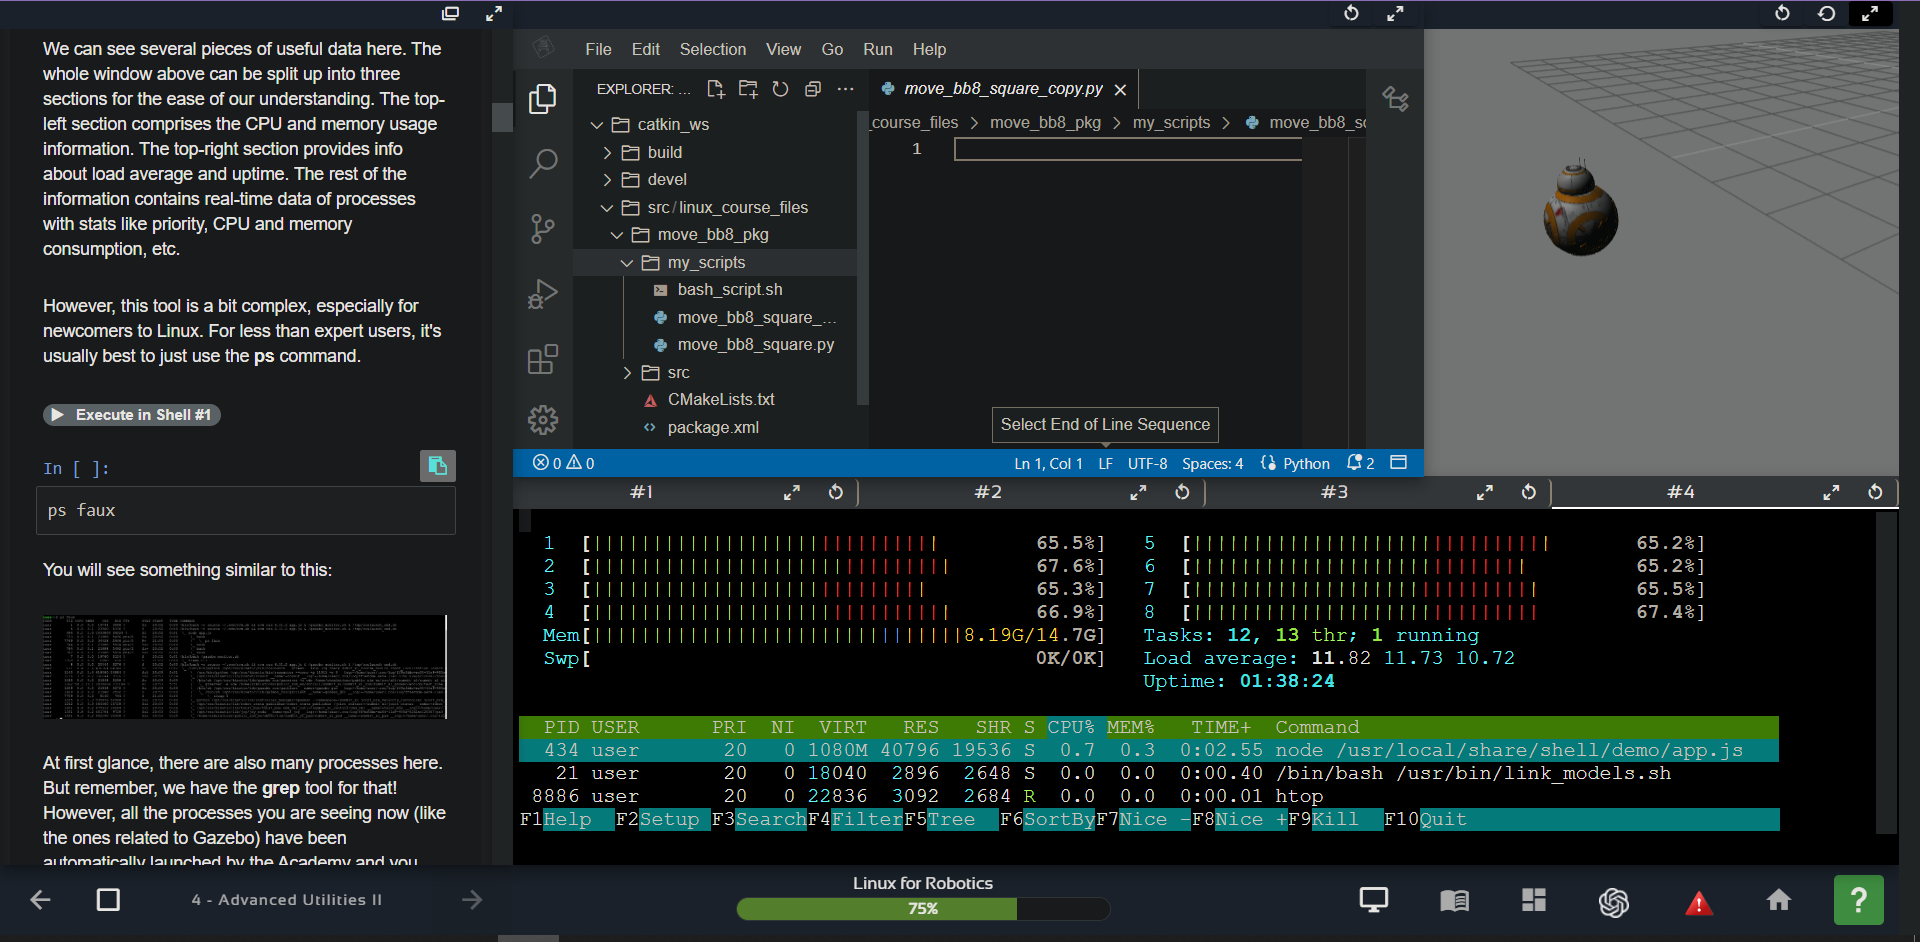 We can see several pieces of useful data here. The
whole window above can be split up into three
sections for the ease of our understanding. The top-
left section comprises the CPU and memory usage
information. The top-right section provides info
about load average and uptime. The rest of the
information contains real-time data of processes
with stats like priority, CPU and memory
consumption, etc.
However, this tool is a bit complex, especially for
newcomers to Linux. For less than expert users, it's
usually best to just use the ps command.
Execute in Shell #1
In [ ]:
ps faux
You will see something similar to this:
At first glance, there are also many processes here.
But remember, we have the grep tool for that!
However, all the processes you are seeing now (like
the ones related to Gazebo) have been
automatically launched by the Academy and you
File Edit Selection View Go Run Help
EXPLORER: ...
catkin_ws
build
devel
src/linux_course_files
move_bb8_pkg
my_scripts
bash_script.sh
move_bb8_square_...
move_bb8_square.py
src
CMakeLists.txt
package.xml
move_bb8_square_copy.py
course_files > move_bb8_pkg > my_scripts > move_bb8_sc
1
Select End of Line Sequence
0 0 Ln 1, Col 1 LF UTF-8 Spaces: 4 Python 2
#1 #2 #3 #4
1 [ 65.5%] 5 [ 65.2%]
2 [ 67.6%] 6 [ 65.2%]
3 [ 65.3%] 7 [ 65.5%]
4 [ 66.9%] 8 [ 67.4%]
Mem[ 8.19G/14.7G] Tasks: 12, 13 thr; 1 running
Swp[ 0K/0K] Load average: 11.82 11.73 10.72
Uptime: 01:38:24
PID USER PRI NI VIRT RES SHR S CPU% MEM% TIME+ Command
434 user 20 0 1080M 40796 19536 S 0.7 0.3 0:02.55 node /usr/local/share/shell/demo/app.js
21 user 20 0 18040 2896 2648 S 0.0 0.0 0:00.40 /bin/bash /usr/bin/link_models.sh
8886 user 20 0 22836 3092 2684 R 0.0 0.0 0:00.01 htop
F1Help F2Setup F3SearchF4FilterF5Tree F6SortByF7Nice -F8Nice +F9Kill F10Quit
4 - Advanced Utilities II
Linux for Robotics
75%
?